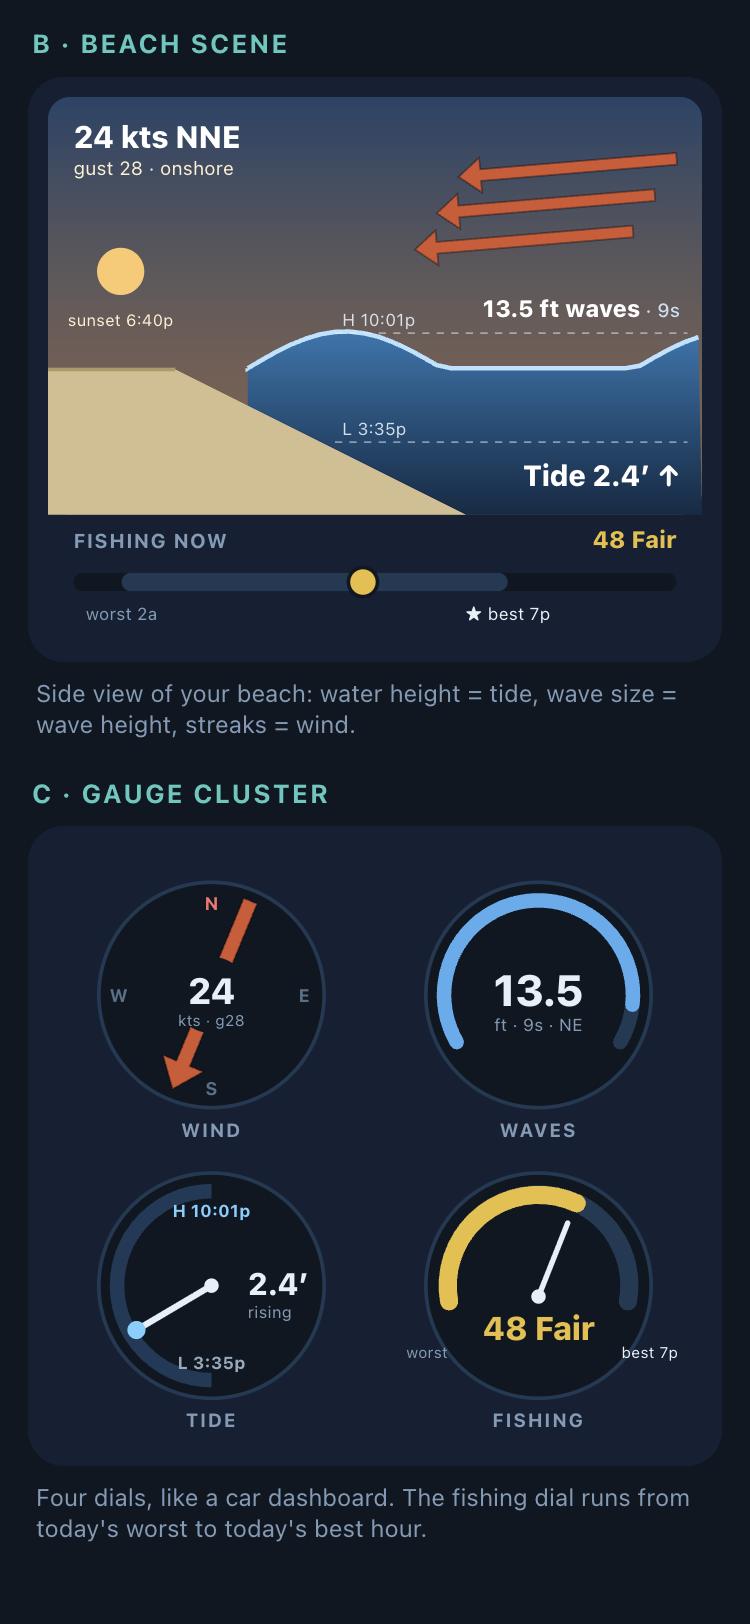 B · BEACH SCENE
24 kts NNE
gust 28 · onshore
sunset 6:40p
H 10:01p
13.5 ft waves · 9s
L 3:35p
Tide 2.4′ ↑
FISHING NOW
48 Fair
worst 2a
★ best 7p
Side view of your beach: water height = tide, wave size =
wave height, streaks = wind.
C · GAUGE CLUSTER
N
W
E
S
24
kts · g28
WIND
13.5
ft · 9s · NE
WAVES
H 10:01p
2.4′
rising
L 3:35p
TIDE
48 Fair
worst
best 7p
FISHING
Four dials, like a car dashboard. The fishing dial runs from
today's worst to today's best hour.